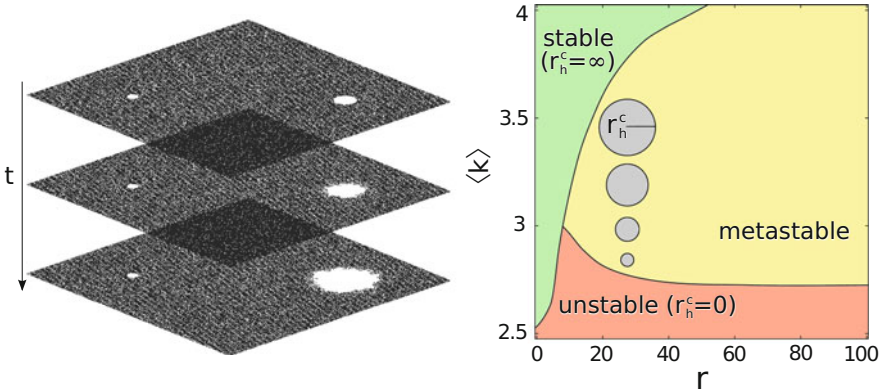 t
⟨k⟩
4
3.5
3
2.5
stable
(r_h^c=∞)
r_h^c
metastable
unstable (r_h^c=0)
0 20 40 60 80 100
r